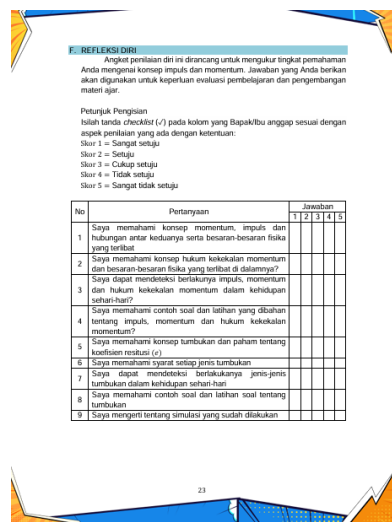 F. REFLEKSI DIRI
Angket penilaian diri ini dirancang untuk mengukur tingkat pemahaman
Anda mengenai konsep impuls dan momentum. Jawaban yang Anda berikan
akan digunakan untuk keperluan evaluasi pembelajaran dan pengembangan
materi ajar.
Petunjuk Pengisian
Isilah tanda checklist (√) pada kolom yang Bapak/Ibu anggap sesuai dengan
aspek penilaian yang ada dengan ketentuan:
Skor 1 = Sangat setuju
Skor 2 = Setuju
Skor 3 = Cukup setuju
Skor 4 = Tidak setuju
Skor 5 = Sangat tidak setuju
No Pertanyaan Jawaban
1 2 3 4 5
1 Saya memahami konsep momentum, impuls dan
hubungan antar keduanya serta besaran-besaran fisika
yang terlibat
2 Saya memahami konsep hukum kekekalan momentum
dan besaran-besaran fisika yang terlibat di dalamnya?
3 Saya dapat mendeteksi berlakunya impuls, momentum
dan hukum kekekalan momentum dalam kehidupan
sehari-hari?
4 Saya memahami contoh soal dan latihan yang dibahan
tentang impuls, momentum dan hukum kekekalan
momentum?
5 Saya memahami konsep tumbukan dan paham tentang
koefisien resitusi (e)
6 Saya memahami syarat setiap jenis tumbukan
7 Saya dapat mendeteksi berlakukanya jenis-jenis
tumbukan dalam kehidupan sehari-hari
8 Saya memahami contoh soal dan latihan soal tentang
tumbukan
9 Saya mengerti tentang simulasi yang sudah dilakukan
23